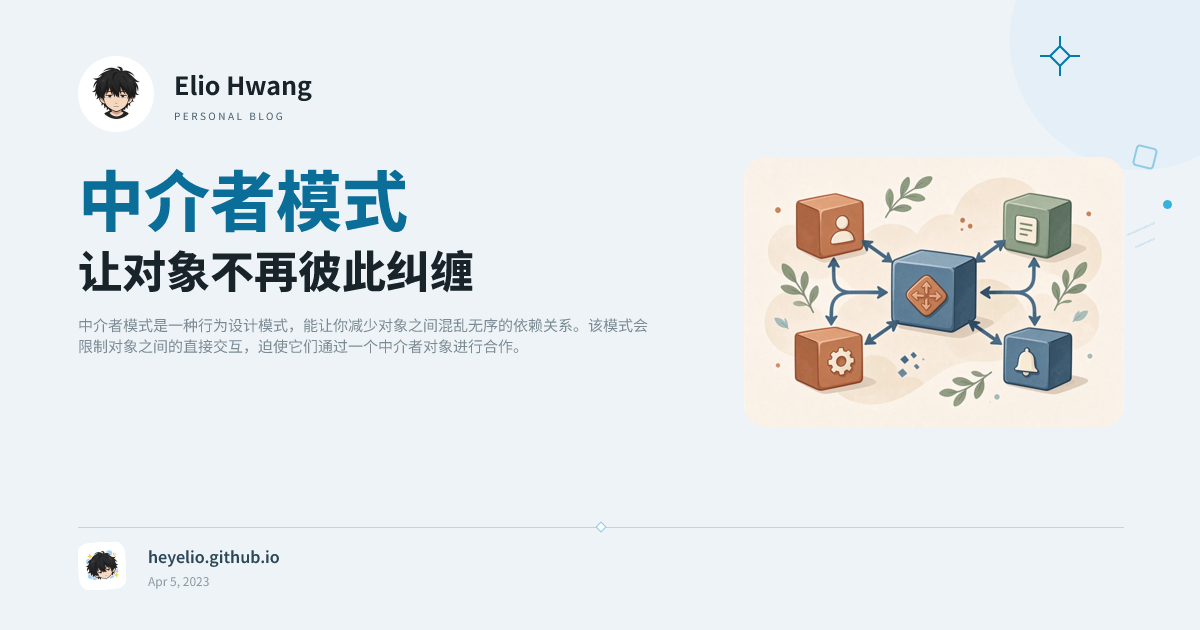 Elio Hwang
PERSONAL BLOG
中介者模式
让对象不再彼此纠缠
中介者模式是一种行为设计模式，能让你减少对象之间混乱无序的依赖关系。该模式会
限制对象之间的直接交互，迫使它们通过一个中介者对象进行合作。
heyelio.github.io
Apr 5, 2023